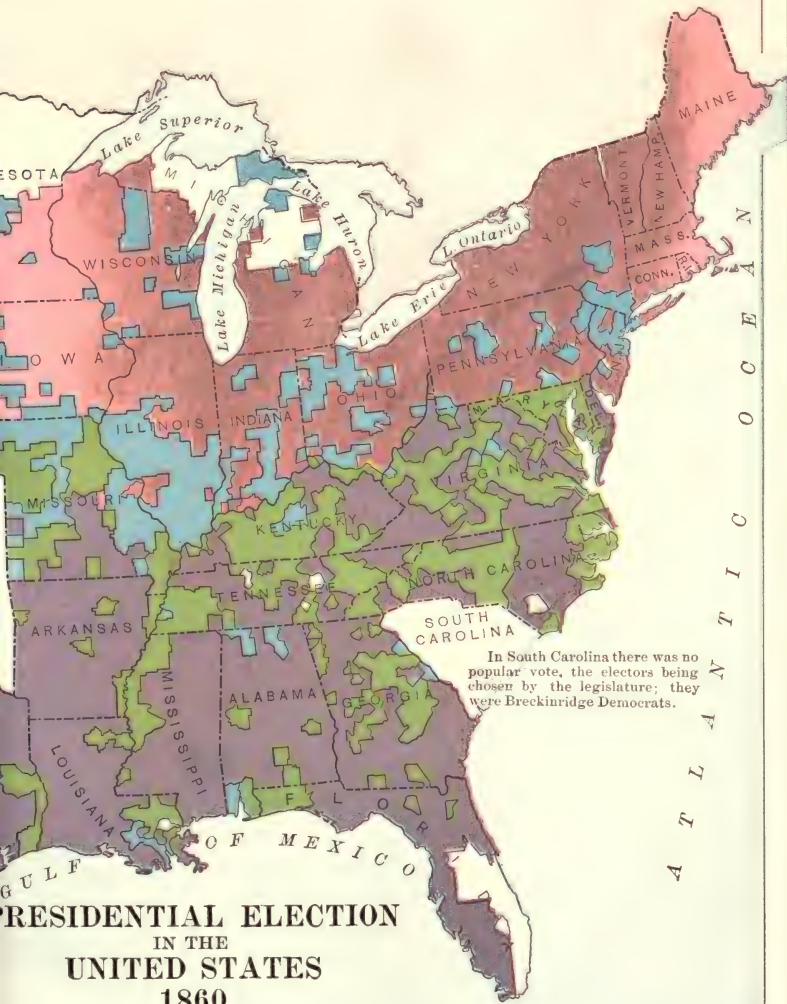 MAINE
Lake Superior
ESOTA
VERMONT
NEW HAMP.
MICHIGAN
Lake Huron
NEW YORK
L. Ontario
MASS.
R.I.
CONN.
WISCONSIN
Lake Michigan
Lake Erie
PENNSYLVANIA
OWA
OHIO
MARYLAND
DEL.
ILLINOIS
INDIANA
VIRGINIA
MISSOURI
KENTUCKY
NORTH CAROLINA
TENNESSEE
SOUTH
CAROLINA
ARKANSAS
In South Carolina there was no
popular vote, the electors being
chosen by the legislature; they
were Breckinridge Democrats.
MISSISSIPPI
ALABAMA
GEORGIA
LOUISIANA
FLORI
GULF OF MEXICO
ATLANTIC OCEAN
PRESIDENTIAL ELECTION
IN THE
UNITED STATES
1860